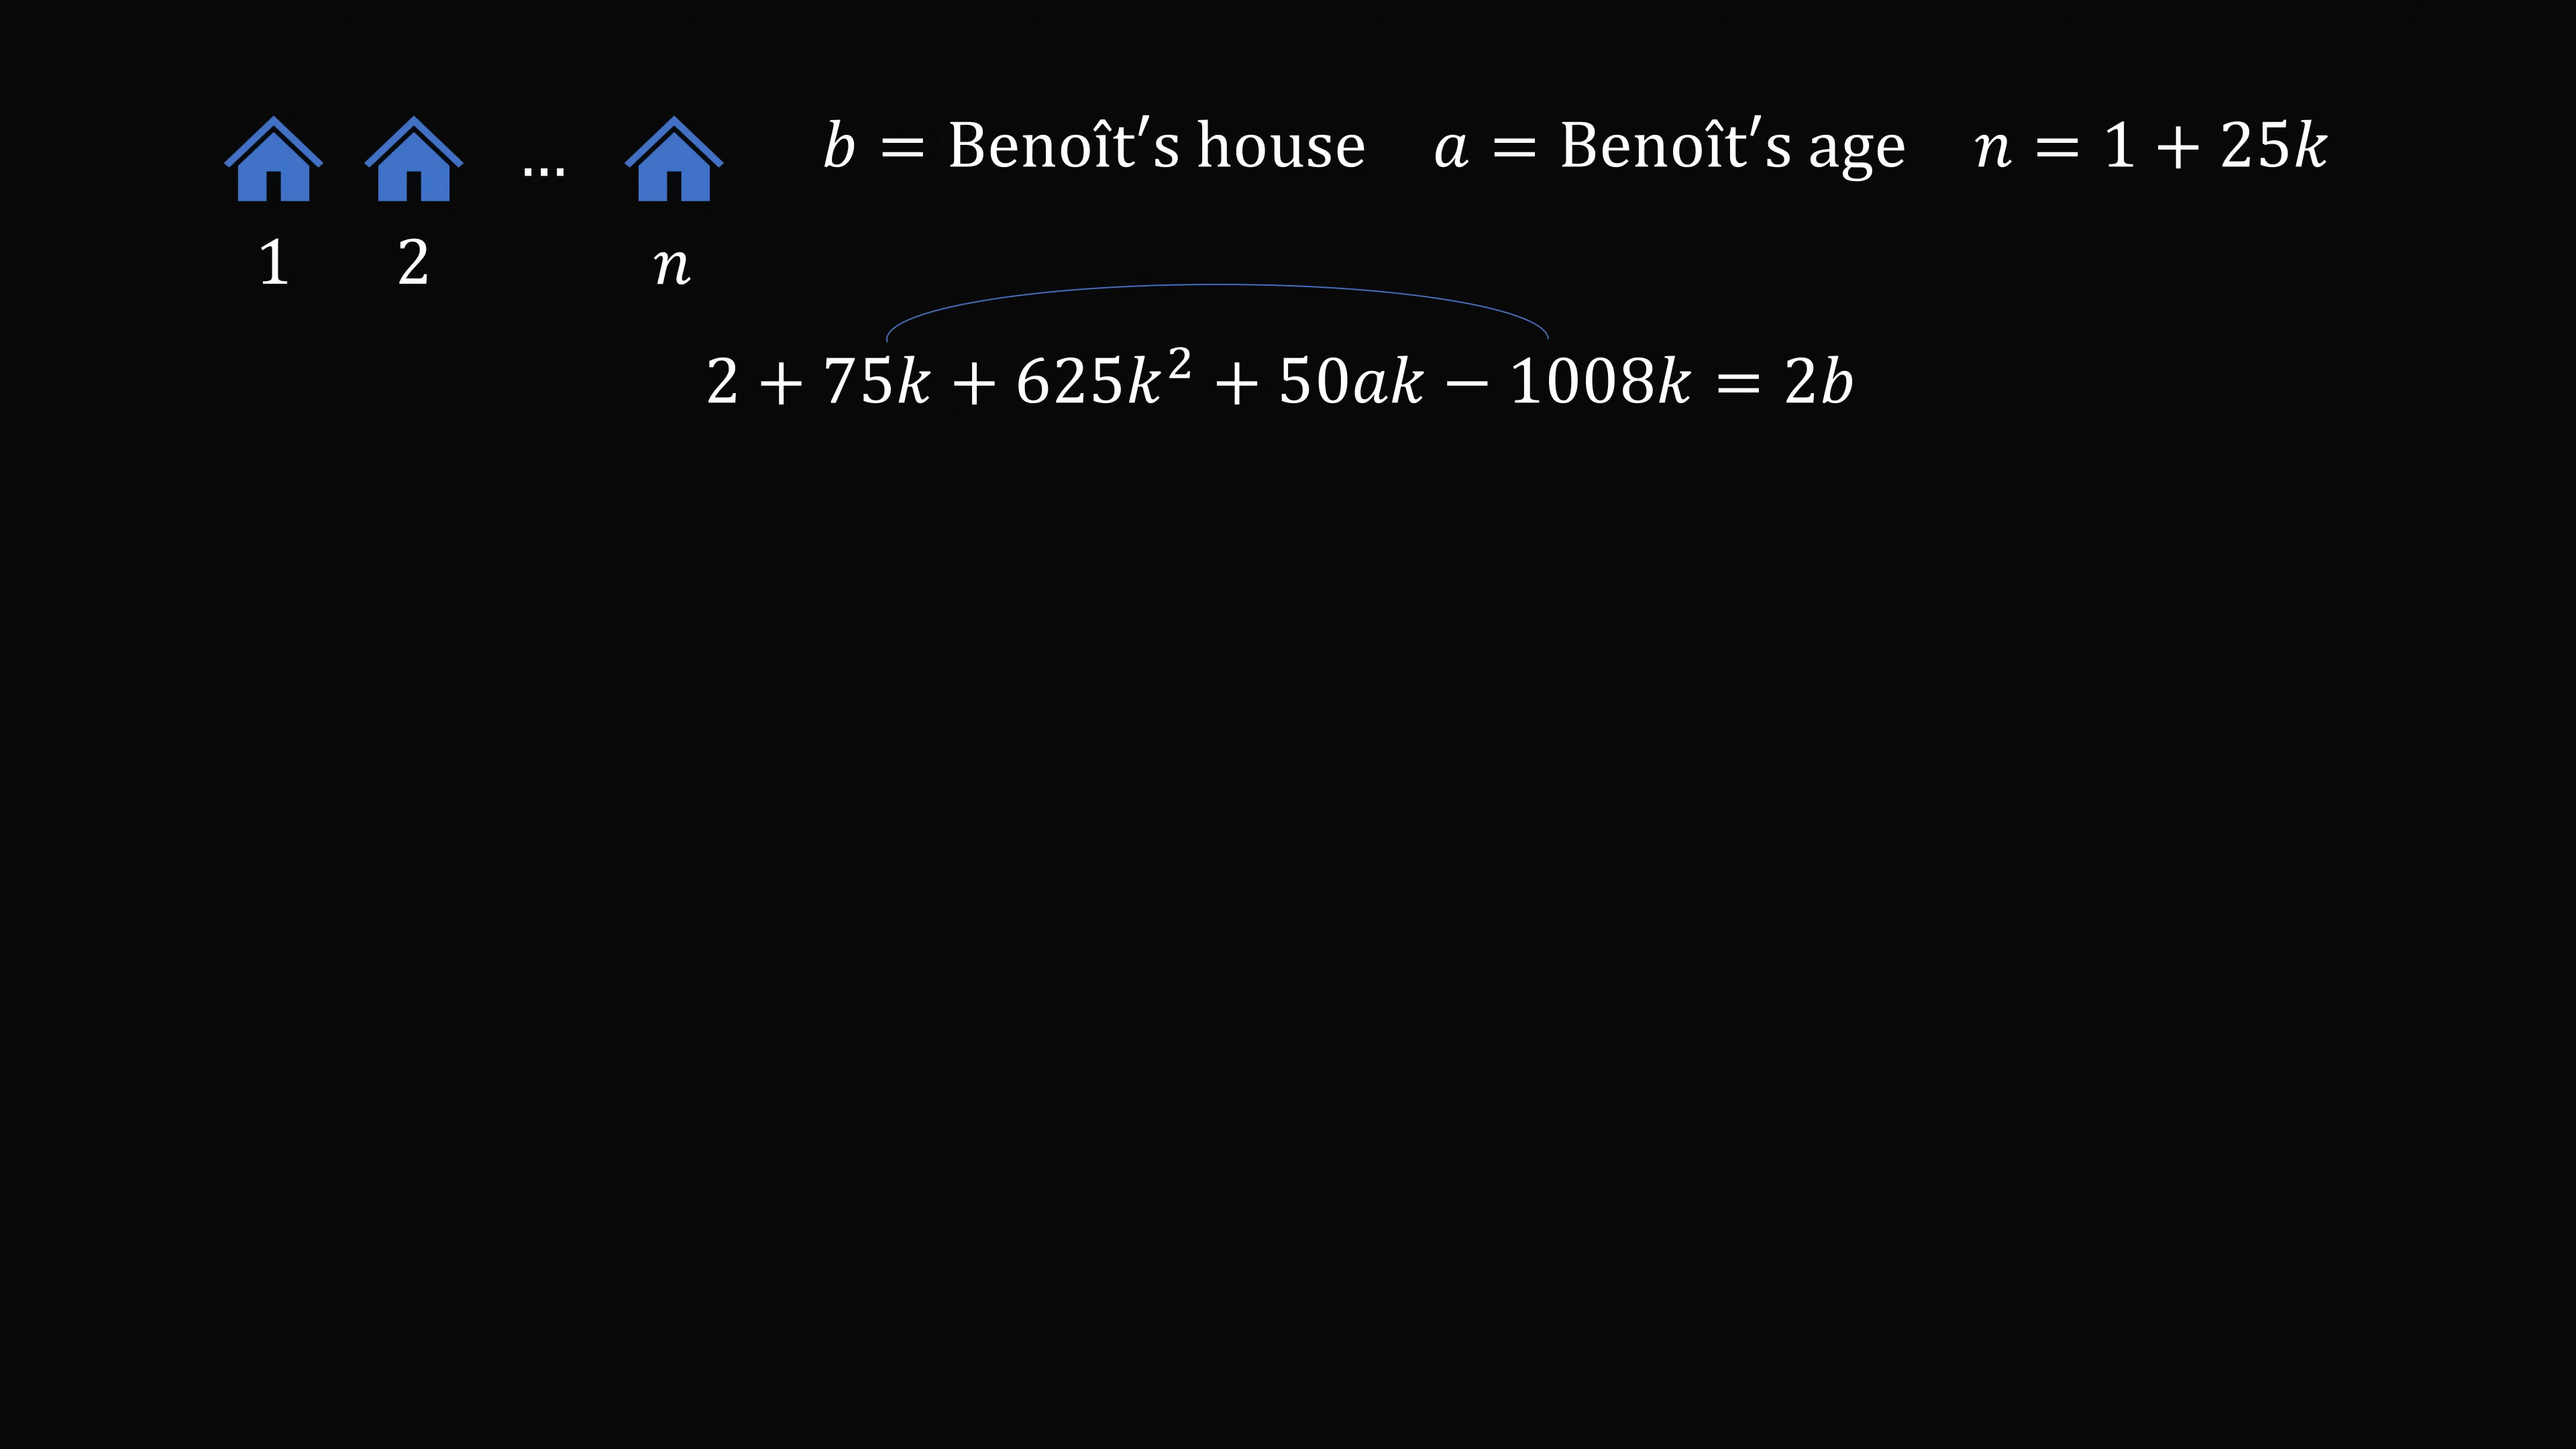 ... b = Benoît′s house a = Benoît′s age n = 1 + 25k
1 2 n
2 + 75k + 625k² + 50ak − 1008k = 2b